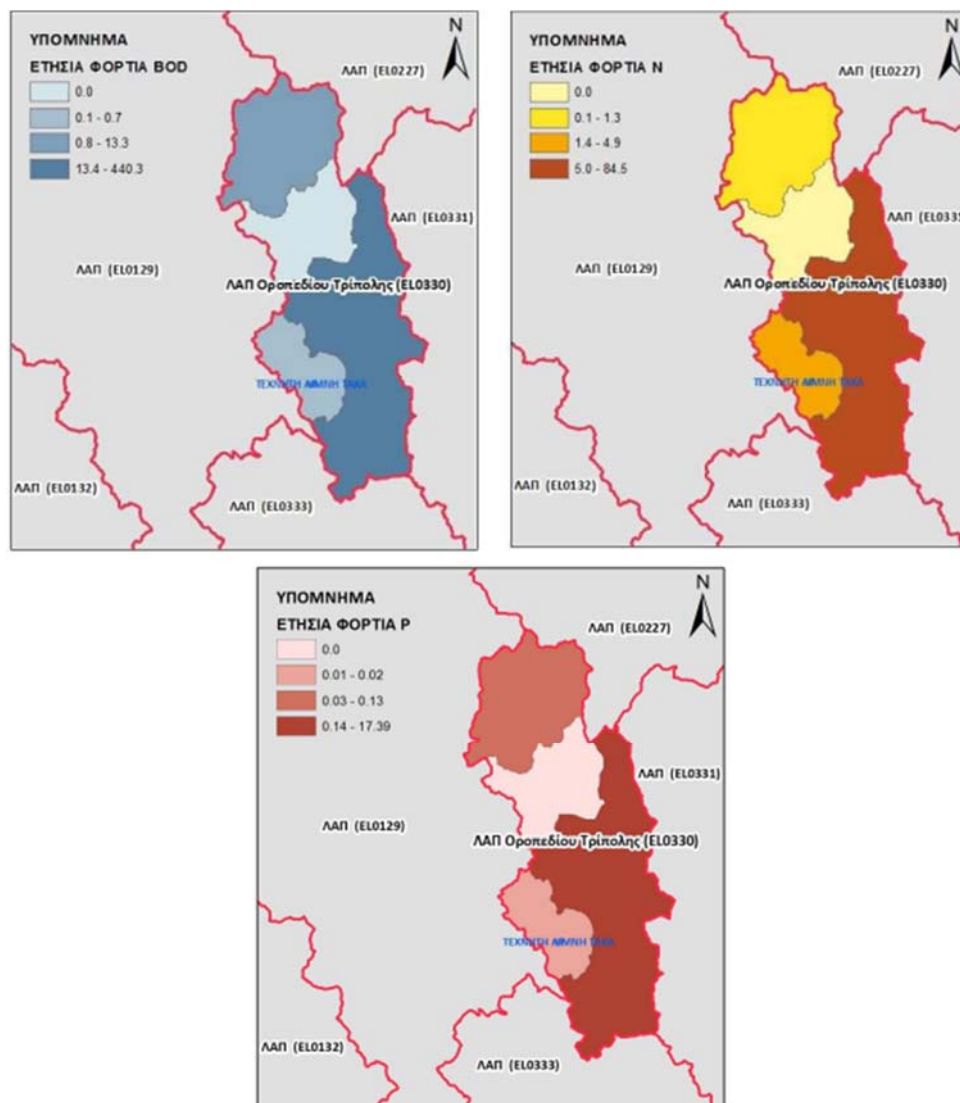 ΥΠΟΜΝΗΜΑ
ΕΤΗΣΙΑ ΦΟΡΤΙΑ BOD
0.0
0.1 - 0.7
0.8 - 13.3
13.4 - 440.3
N
ΛΑΠ (EL0227)
ΛΑΠ (EL0331)
ΛΑΠ (EL0129)
ΛΑΠ Οροπεδίου Τρίπολης (EL0330)
ΤΕΧΝΗΤΗ ΛΙΜΝΗ ΤΑΚΑ
ΛΑΠ (EL0132)
ΛΑΠ (EL0333)
ΥΠΟΜΝΗΜΑ
ΕΤΗΣΙΑ ΦΟΡΤΙΑ N
0.0
0.1 - 1.3
1.4 - 4.9
5.0 - 84.5
N
ΛΑΠ (EL0227)
ΛΑΠ (EL0331
ΛΑΠ (EL0129)
ΛΑΠ Οροπεδίου Τρίπολης (EL0330)
ΤΕΧΝΗΤΗ ΛΙΜΝΗ ΤΑΚΑ
ΛΑΠ (EL0132)
ΛΑΠ (EL0333)
ΥΠΟΜΝΗΜΑ
ΕΤΗΣΙΑ ΦΟΡΤΙΑ P
0.0
0.01 - 0.02
0.03 - 0.13
0.14 - 17.39
N
ΛΑΠ (EL0227)
ΛΑΠ (EL0331)
ΛΑΠ (EL0129)
ΛΑΠ Οροπεδίου Τρίπολης (EL0330)
ΤΕΧΝΗΤΗ ΛΙΜΝΗ ΤΑΚΑ
ΛΑΠ (EL0132)
ΛΑΠ (EL0333)